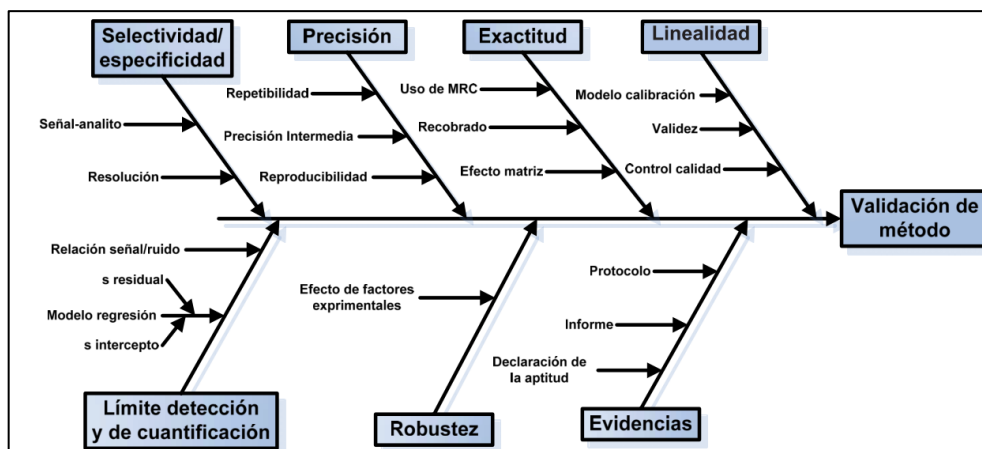 Selectividad/
especificidad
Precisión
Exactitud
Linealidad
Señal-analito
Resolución
Repetibilidad
Precisión Intermedia
Reproducibilidad
Uso de MRC
Recobrado
Efecto matriz
Modelo calibración
Validez
Control calidad
Validación de
método
Relación señal/ruido
s residual
Modelo regresión
s intercepto
Efecto de factores
exprimentales
Protocolo
Informe
Declaración de
la aptitud
Límite detección
y de cuantificación
Robustez
Evidencias